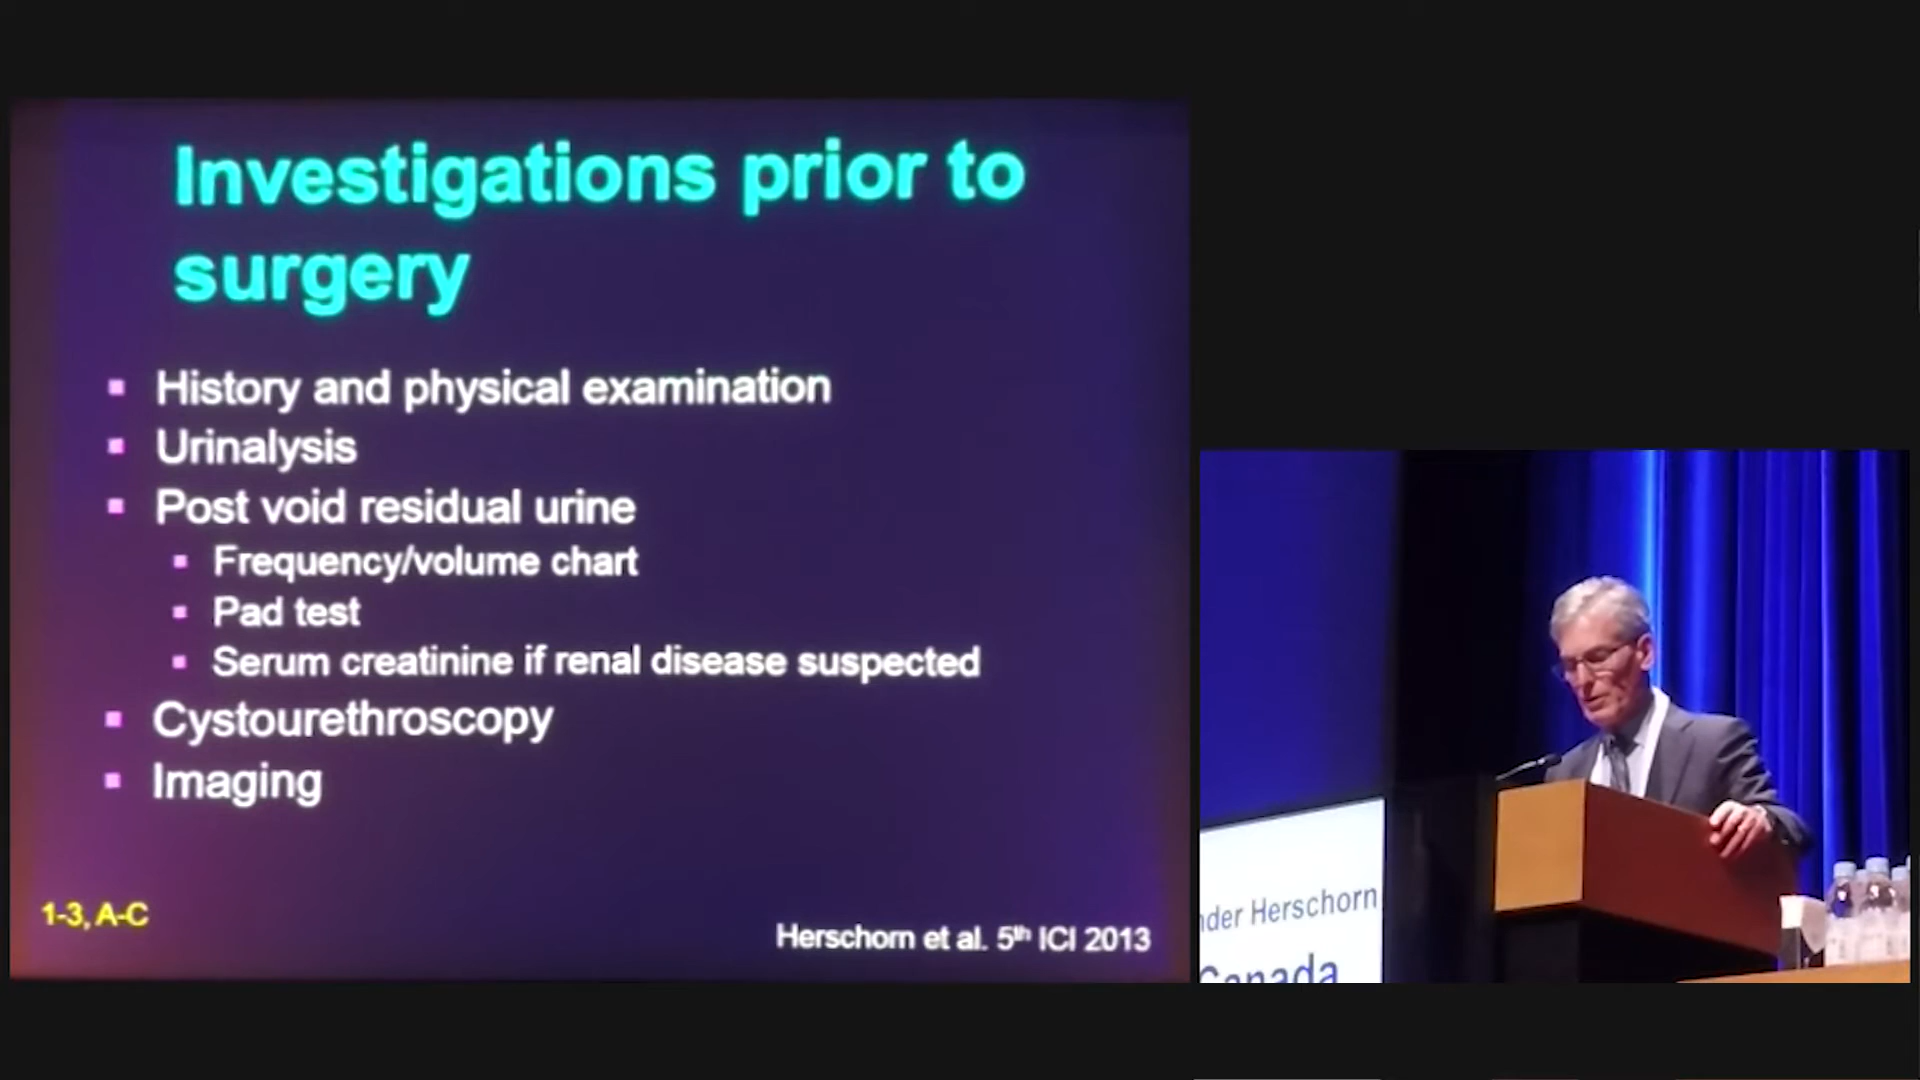 Investigations prior to
surgery
History and physical examination
Urinalysis
Post void residual urine
Frequency/volume chart
Pad test
Serum creatinine if renal disease suspected
Cystourethroscopy
Imaging
1-3, A-C
Herschorn et al. 5th ICI 2013
nder Herschorn
Canada